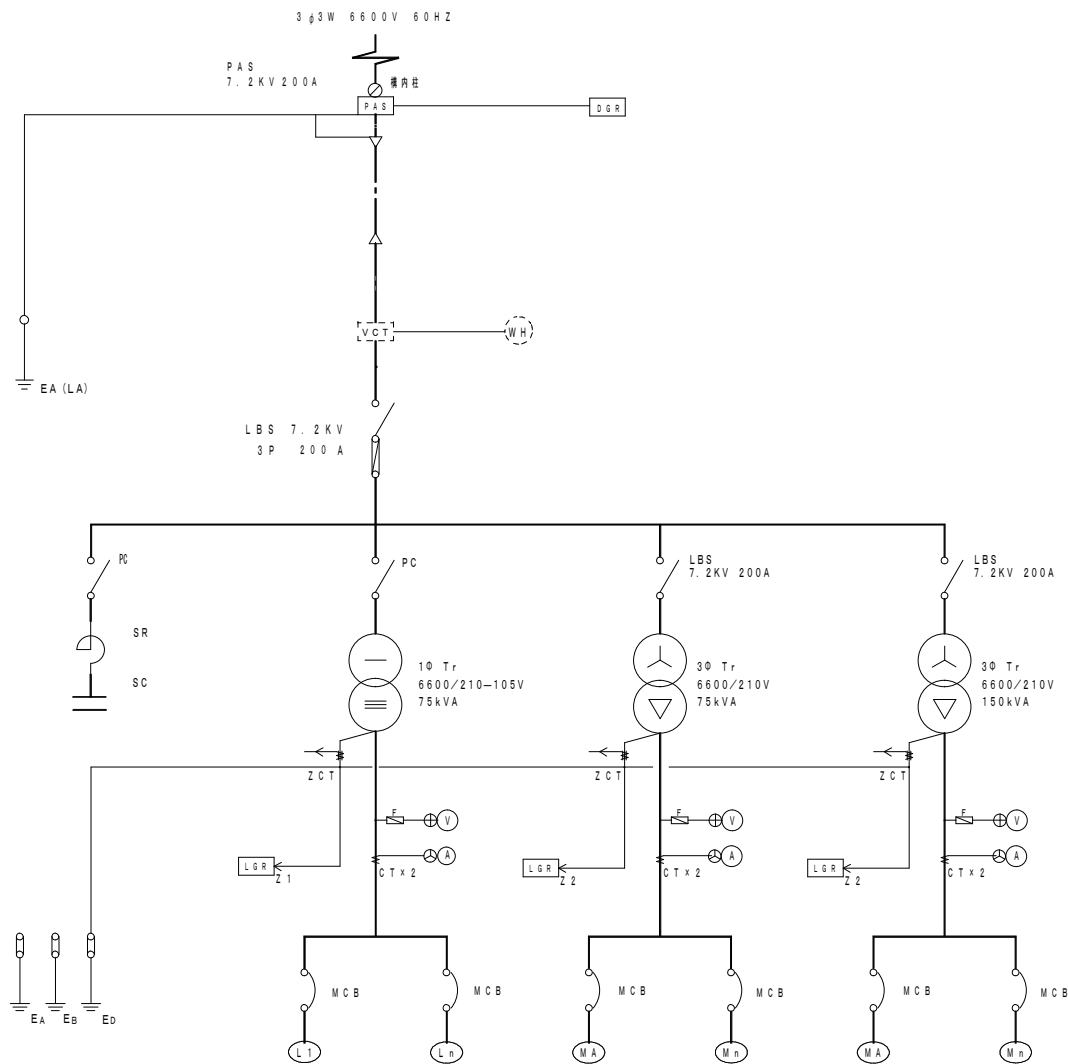 3φ3W 6600V 60HZ
PAS
7.2KV 200A
構内柱
PAS
DGR
VCT
WH
EA(LA)
LBS 7.2KV
3P 200A
PC
PC
LBS
7.2KV 200A
LBS
7.2KV 200A
SR
SC
1Φ Tr
6600/210–105V
75kVA
3Φ Tr
6600/210V
75kVA
3Φ Tr
6600/210V
150kVA
ZCT
ZCT
ZCT
F
V
F
V
F
V
A
A
A
LGR
Z1
CT×2
LGR
Z2
CT×2
LGR
Z2
CT×2
EA
EB
ED
MCB
MCB
MCB
MCB
MCB
MCB
L1
Ln
MA
Mn
MA
Mn